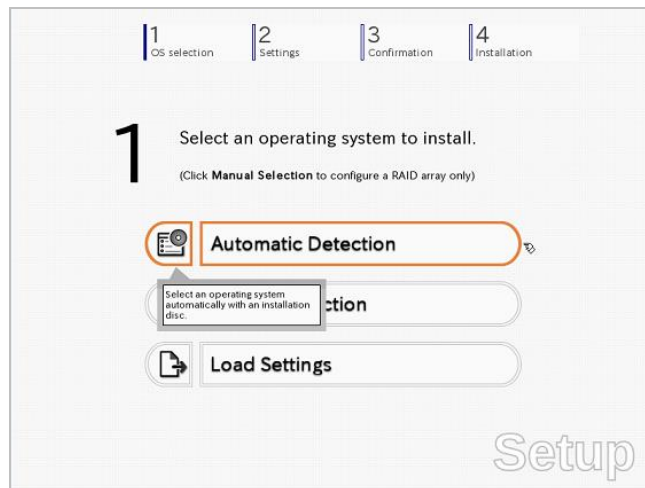 1 2 3 4
OS selection Settings Confirmation Installation
1 Select an operating system to install.
(Click Manual Selection to configure a RAID array only)
Automatic Detection
Select an operating system
automatically with an installation
disc.
ction
Load Settings
Setup